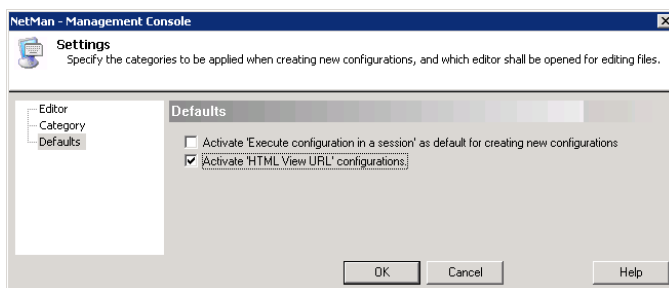 NetMan - Management Console
Settings
Specify the categories to be applied when creating new configurations, and which editor shall be opened for editing files.
Editor
Category
Defaults
Defaults
Activate 'Execute configuration in a session' as default for creating new configurations
Activate 'HTML View URL' configurations.
OK
Cancel
Help